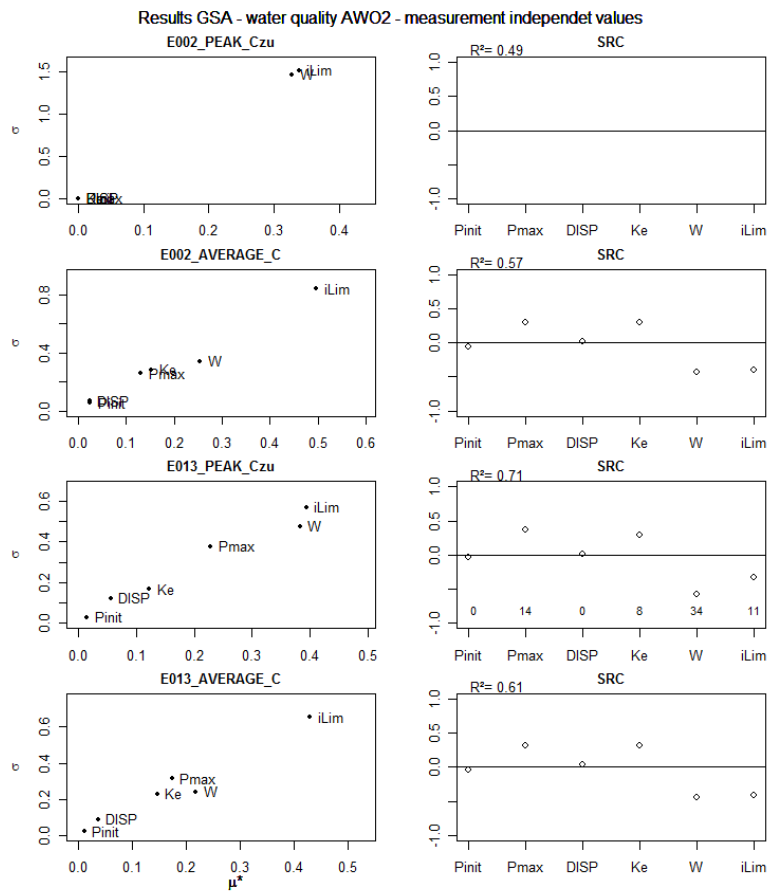 Results GSA - water quality AWO2 - measurement independet values
E002_PEAK_Czu
SRC
R²= 0.49
σ
0.0 0.5 1.0 1.5
iLim
W
DISP
0.0 0.1 0.2 0.3 0.4
-1.0 0.0 0.5 1.0
Pinit Pmax DISP Ke W iLim
E002_AVERAGE_C
SRC
R²= 0.57
σ
0.0 0.4 0.8
iLim
W
Ke
Pmax
DISP
Pinit
0.0 0.1 0.2 0.3 0.4 0.5 0.6
-1.0 0.0 0.5 1.0
Pinit Pmax DISP Ke W iLim
E013_PEAK_Czu
SRC
R²= 0.71
σ
0.0 0.2 0.4 0.6
iLim
W
Pmax
Ke
DISP
Pinit
0.0 0.1 0.2 0.3 0.4 0.5
-1.0 0.0 0.5 1.0
0 14 0 8 34 11
Pinit Pmax DISP Ke W iLim
E013_AVERAGE_C
SRC
R²= 0.61
σ
0.0 0.2 0.4 0.6
iLim
Pmax
Ke
W
DISP
Pinit
0.0 0.1 0.2 0.3 0.4 0.5
μ*
-1.0 0.0 0.5 1.0
Pinit Pmax DISP Ke W iLim